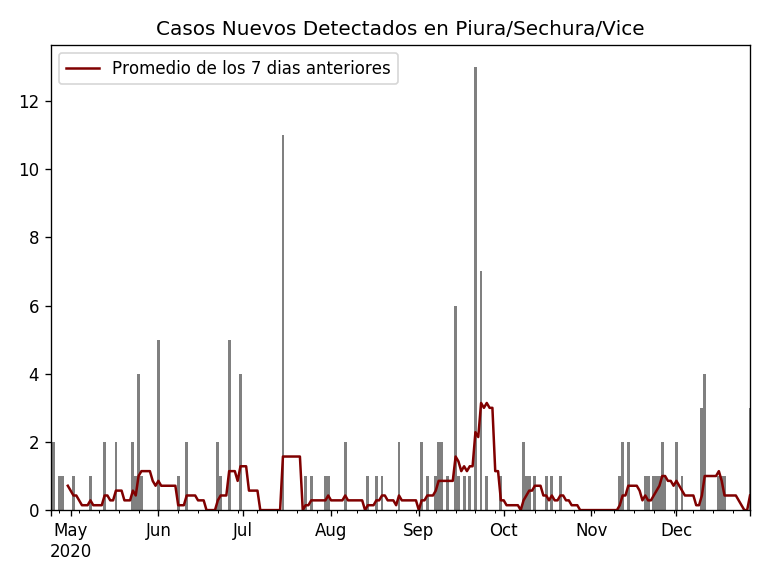 Casos Nuevos Detectados en Piura/Sechura/Vice
Promedio de los 7 dias anteriores
12
10
8
6
4
2
0
May Jun Jul Aug Sep Oct Nov Dec
2020